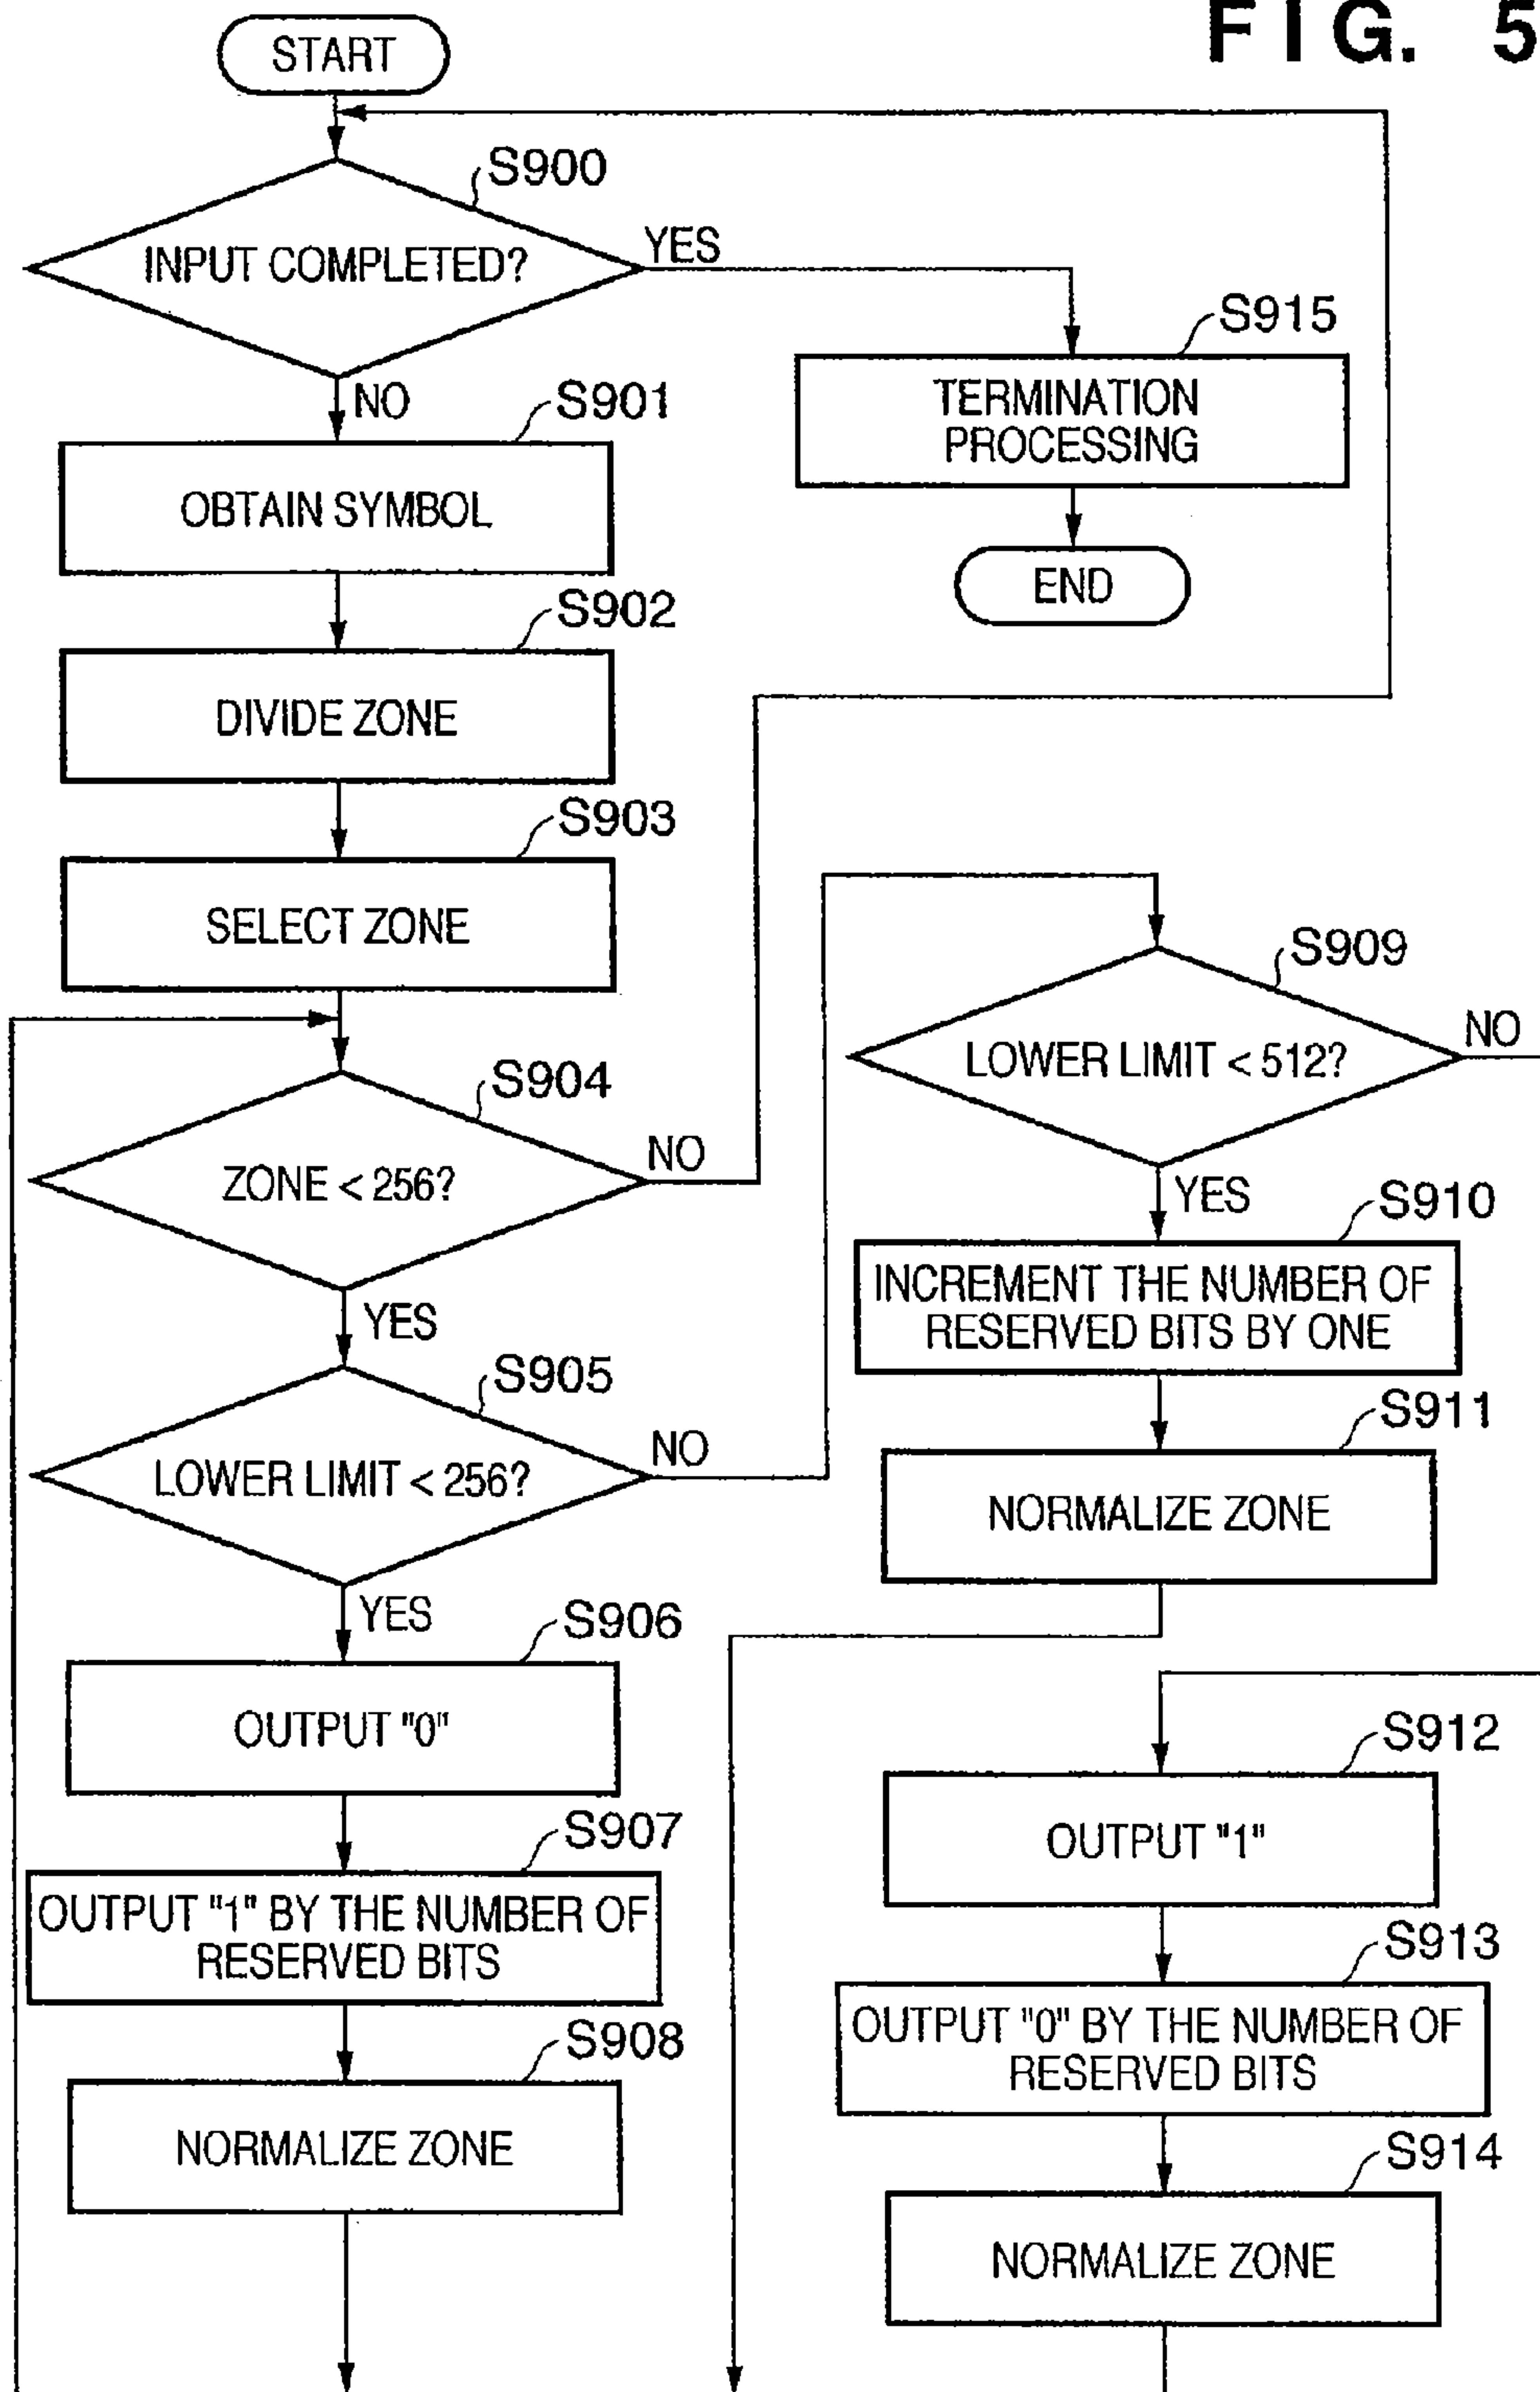 FIG. 5
START
S900
INPUT COMPLETED?
YES
S915
TERMINATION
PROCESSING
END
NO
S901
OBTAIN SYMBOL
S902
DIVIDE ZONE
S903
SELECT ZONE
S904
ZONE < 256?
NO
YES
S905
LOWER LIMIT < 256?
NO
YES
S906
OUTPUT "0"
S907
OUTPUT "1" BY THE NUMBER OF
RESERVED BITS
S908
NORMALIZE ZONE
S909
LOWER LIMIT < 512?
NO
YES
S910
INCREMENT THE NUMBER OF
RESERVED BITS BY ONE
S911
NORMALIZE ZONE
S912
OUTPUT "1"
S913
OUTPUT "0" BY THE NUMBER OF
RESERVED BITS
S914
NORMALIZE ZONE